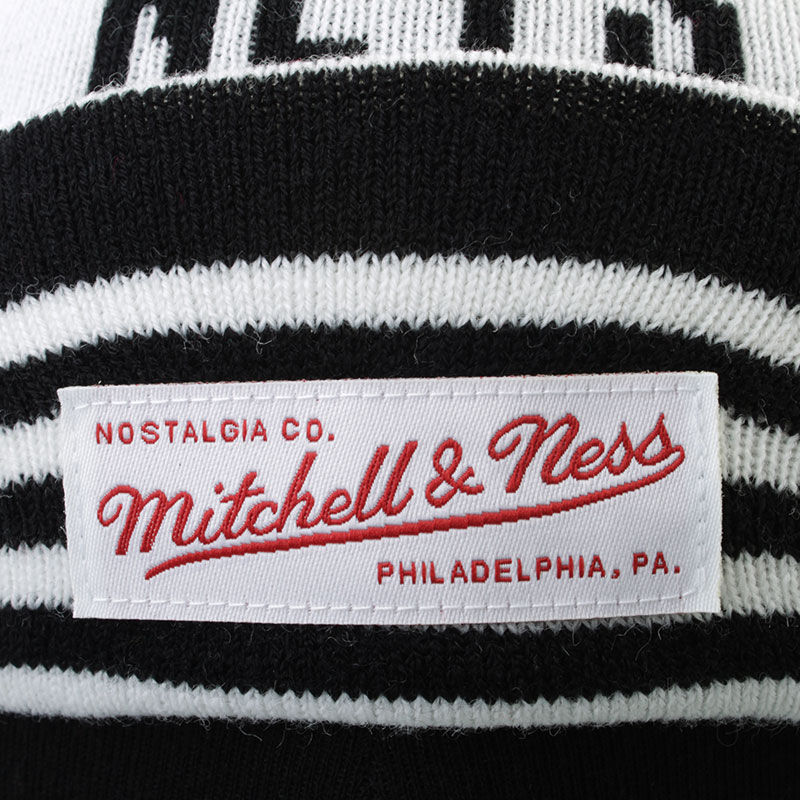 NOSTALGIA CO.
Mitchell & Ness
PHILADELPHIA, PA.